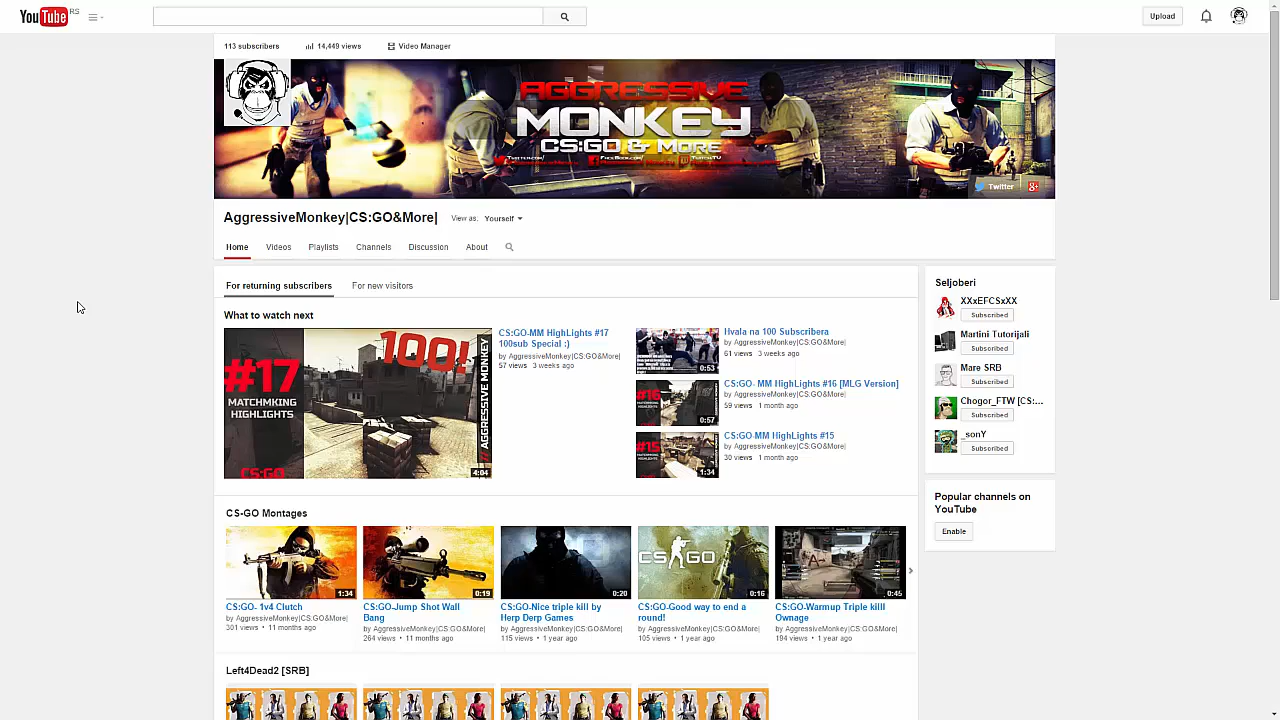 YouTube RS
Upload
113 subscribers 14,449 views Video Manager
AGGRESSIVE
MONKEY
CS:GO & MORE
Twitter
AggressiveMonkey|CS:GO&More| View as: Yourself
Home Videos Playlists Channels Discussion About
For returning subscribers For new visitors
What to watch next
#17
MATCHMKING
HIGHLIGHTS
CS:GO
100!
// AGGRESSIVE MONKEY
4:04
CS:GO-MM HighLights #17
100sub Special :)
by AggressiveMonkey|CS:GO&More|
57 views 3 weeks ago
0:53
Hvala na 100 Subscribera
by AggressiveMonkey|CS:GO&More|
61 views 3 weeks ago
#16
0:57
CS:GO- MM HighLights #16 [MLG Version]
by AggressiveMonkey|CS:GO&More|
59 views 1 month ago
#15
1:34
CS:GO-MM HighLights #15
by AggressiveMonkey|CS:GO&More|
30 views 1 month ago
Seljoberi
XXxEFCSxXX
Subscribed
Martini Tutorijali
Subscribed
Mare SRB
Subscribed
Chogor_FTW [CS:...
Subscribed
_sonY
Subscribed
Popular channels on
YouTube
Enable
CS-GO Montages
1:34
CS:GO- 1v4 Clutch
by AggressiveMonkey|CS:GO&More|
301 views • 11 months ago
0:19
CS:GO-Jump Shot Wall
Bang
by AggressiveMonkey|CS:GO&More|
264 views • 11 months ago
0:20
CS:GO-Nice triple kill by
Herp Derp Games
by AggressiveMonkey|CS:GO&More|
115 views • 1 year ago
CS GO
0:16
CS:GO-Good way to end a
round!
by AggressiveMonkey|CS:GO&More|
105 views • 1 year ago
0:45
CS:GO-Warmup Triple killl
Ownage
by AggressiveMonkey|CS:GO&More|
194 views • 1 year ago
Left4Dead2 [SRB]